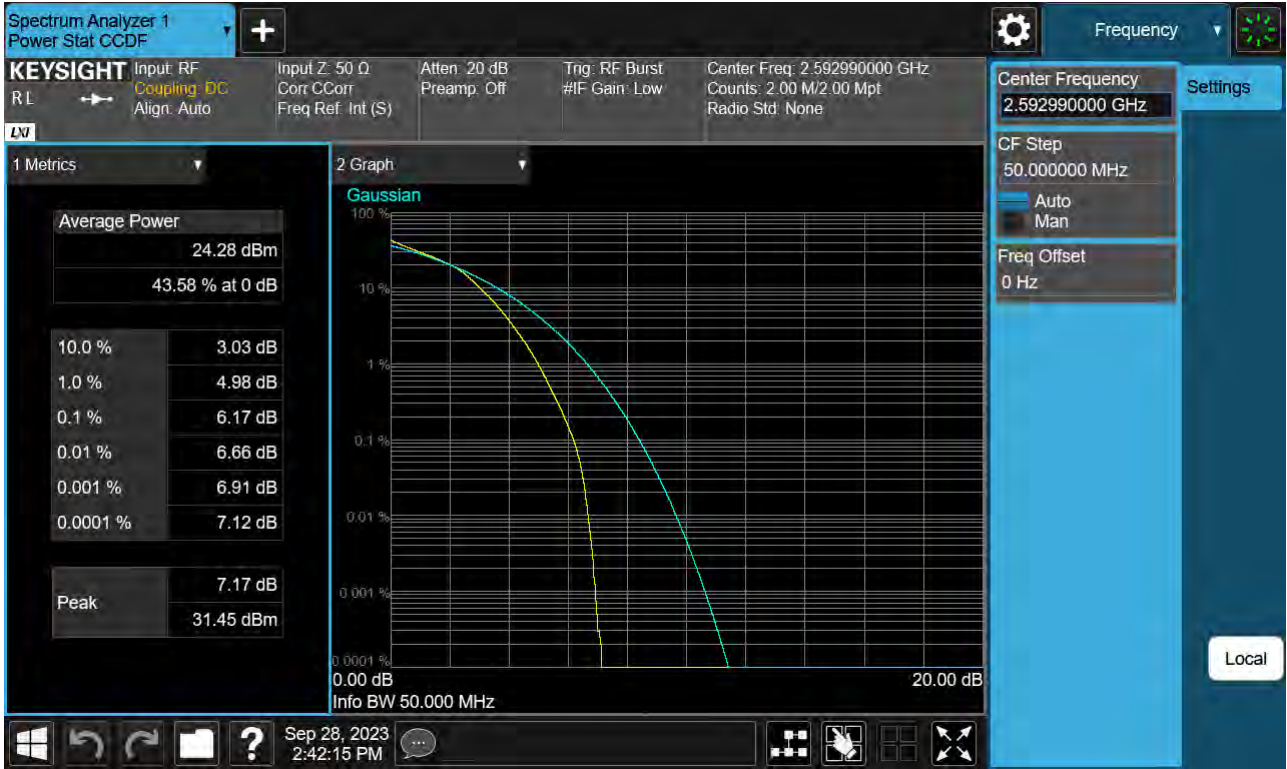 Spectrum Analyzer 1
Power Stat CCDF
Frequency
KEYSIGHT
R L
LXI
Input: RF
Coupling: DC
Align: Auto
Input Z: 50 Ω
Corr CCorr
Freq Ref: Int (S)
Atten: 20 dB
Preamp: Off
Trig: RF Burst
#IF Gain: Low
Center Freq: 2.592990000 GHz
Counts: 2.00 M/2.00 Mpt
Radio Std: None
1 Metrics
Average Power
24.28 dBm
43.58 % at 0 dB
10.0 % 3.03 dB
1.0 % 4.98 dB
0.1 % 6.17 dB
0.01 % 6.66 dB
0.001 % 6.91 dB
0.0001 % 7.12 dB
Peak
7.17 dB
31.45 dBm
2 Graph
Gaussian
100 %
10 %
1 %
0.1 %
0.01 %
0.001 %
0.0001 %
0.00 dB 20.00 dB
Info BW 50.000 MHz
Center Frequency
2.592990000 GHz
CF Step
50.000000 MHz
Auto
Man
Freq Offset
0 Hz
Settings
Local
Sep 28, 2023
2:42:15 PM